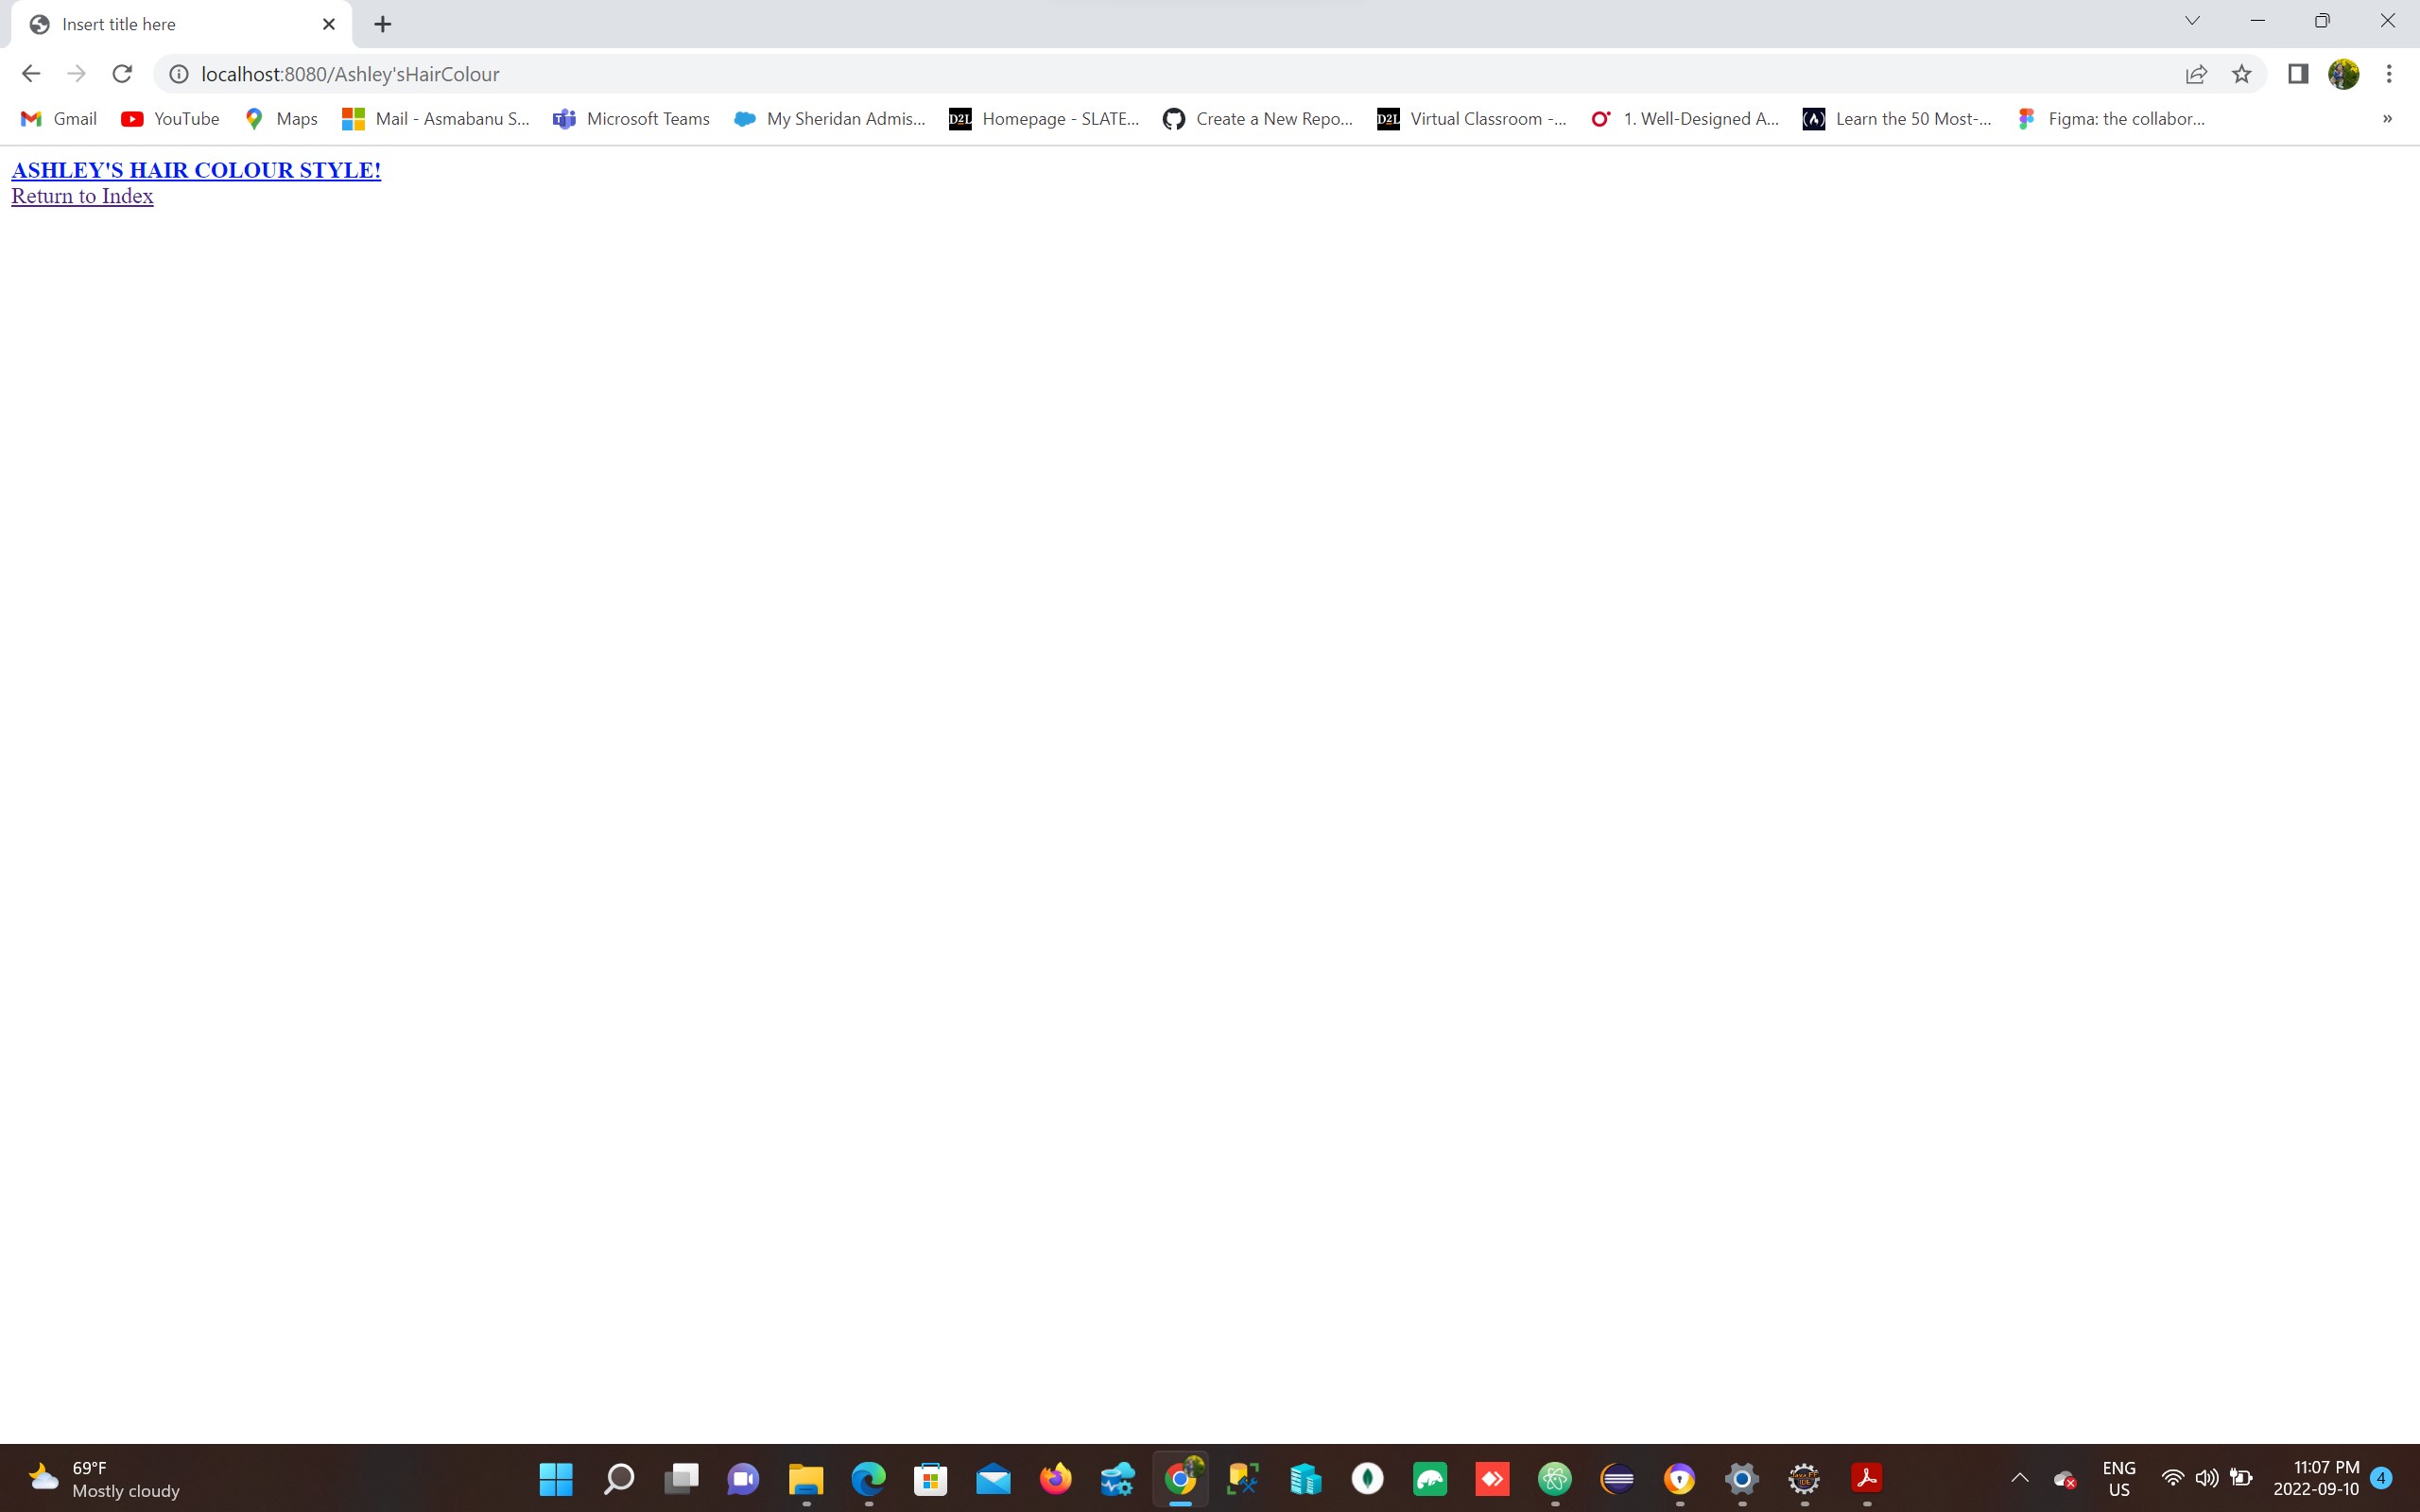 Insert title here
localhost:8080/Ashley'sHairColour
Gmail YouTube Maps Mail - Asmabanu S... Microsoft Teams My Sheridan Admis... D2L Homepage - SLATE... Create a New Repo... D2L Virtual Classroom -... 1. Well-Designed A... Learn the 50 Most-... Figma: the collabor... »
ASHLEY'S HAIR COLOUR STYLE!
Return to Index
69°F
Mostly cloudy
ENG
US
11:07 PM
2022-09-10
4